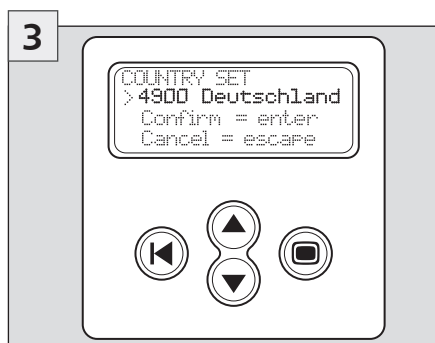 3
COUNTRY SET
>4900 Deutschland
Confirm = enter
Cancel = escape